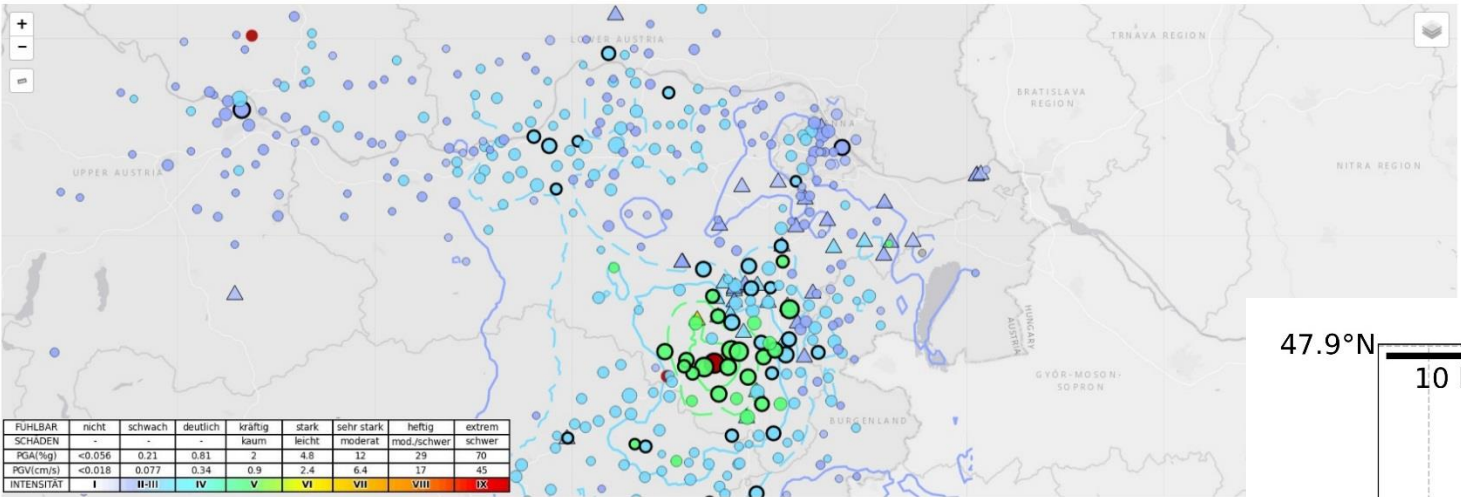 +
−
LOWER AUSTRIA
TRNAVA REGION
BRATISLAVA
REGION
UPPER AUSTRIA
NITRA REGION
HUNGARY
AUSTRIA
GYŐR-MOSON-
SOPRON
BURGENLAND
47.9°N
10
FÜHLBAR nicht schwach deutlich kräftig stark sehr stark heftig extrem
SCHÄDEN - - - kaum leicht moderat mod./schwer schwer
PGA(%g) <0.056 0.21 0.81 2 4.8 12 29 70
PGV(cm/s) <0.018 0.077 0.34 0.9 2.4 6.4 17 45
INTENSITÄT I II-III IV V VI VII VIII IX